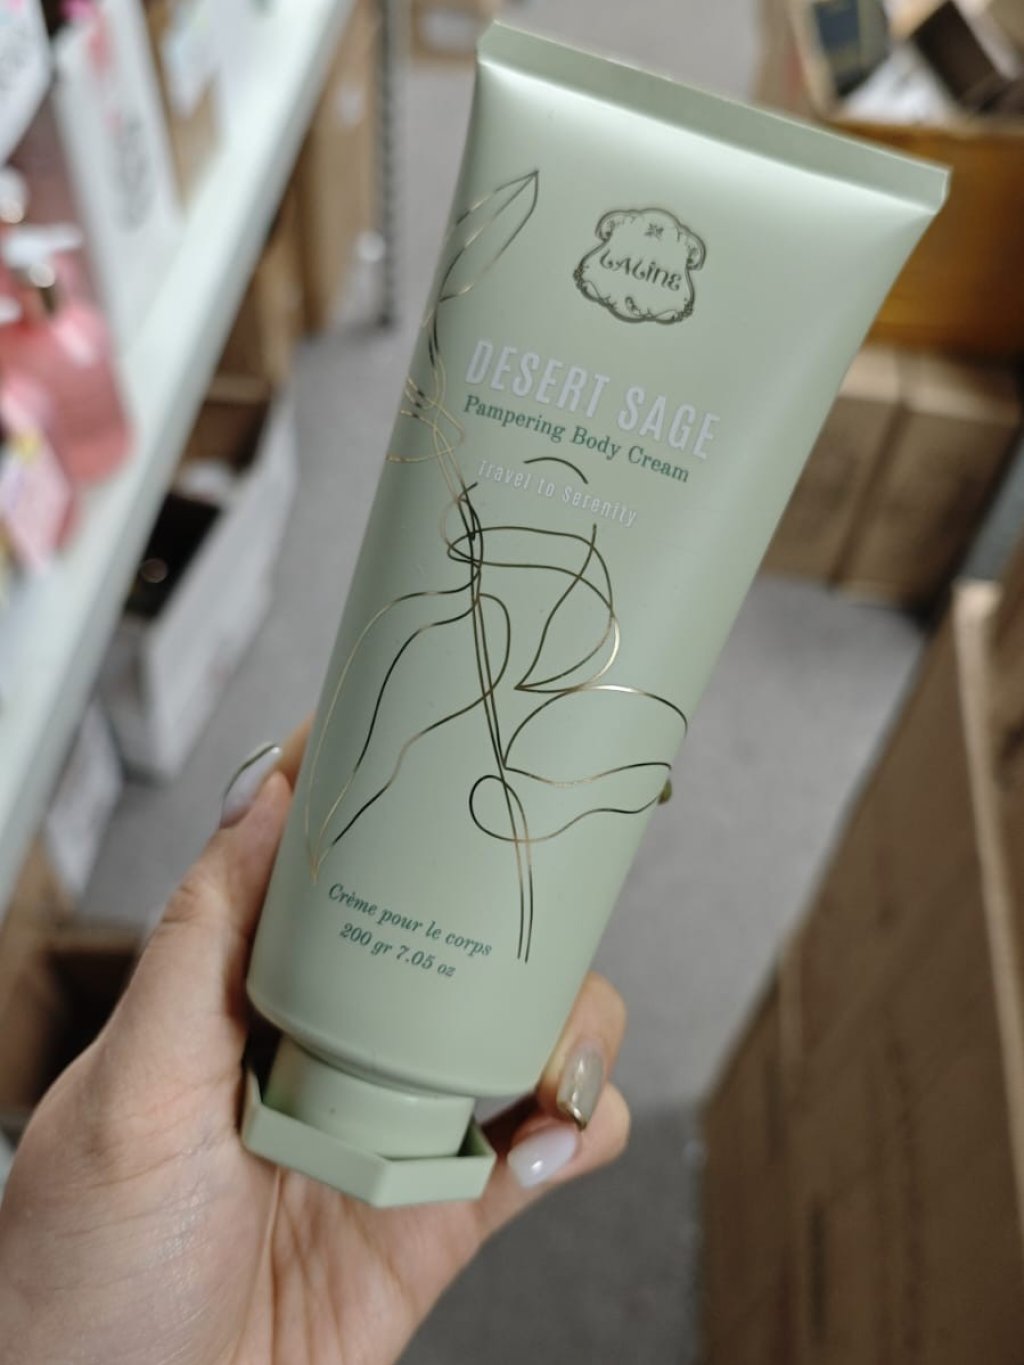 LALINE
DESERT SAGE
Pampering Body Cream
Travel to Serenity
Crème pour le corps
200 gr 7.05 oz